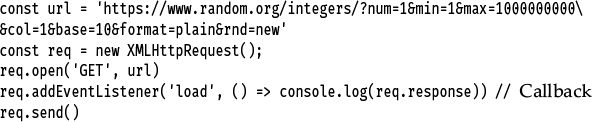 const url = 'https://www.random.org/integers/?num=1&min=1&max=1000000000\
&col=1&base=10&format=plain&rnd=new'
const req = new XMLHttpRequest();
req.open('GET', url)
req.addEventListener('load', () => console.log(req.response)) // Callback
req.send()